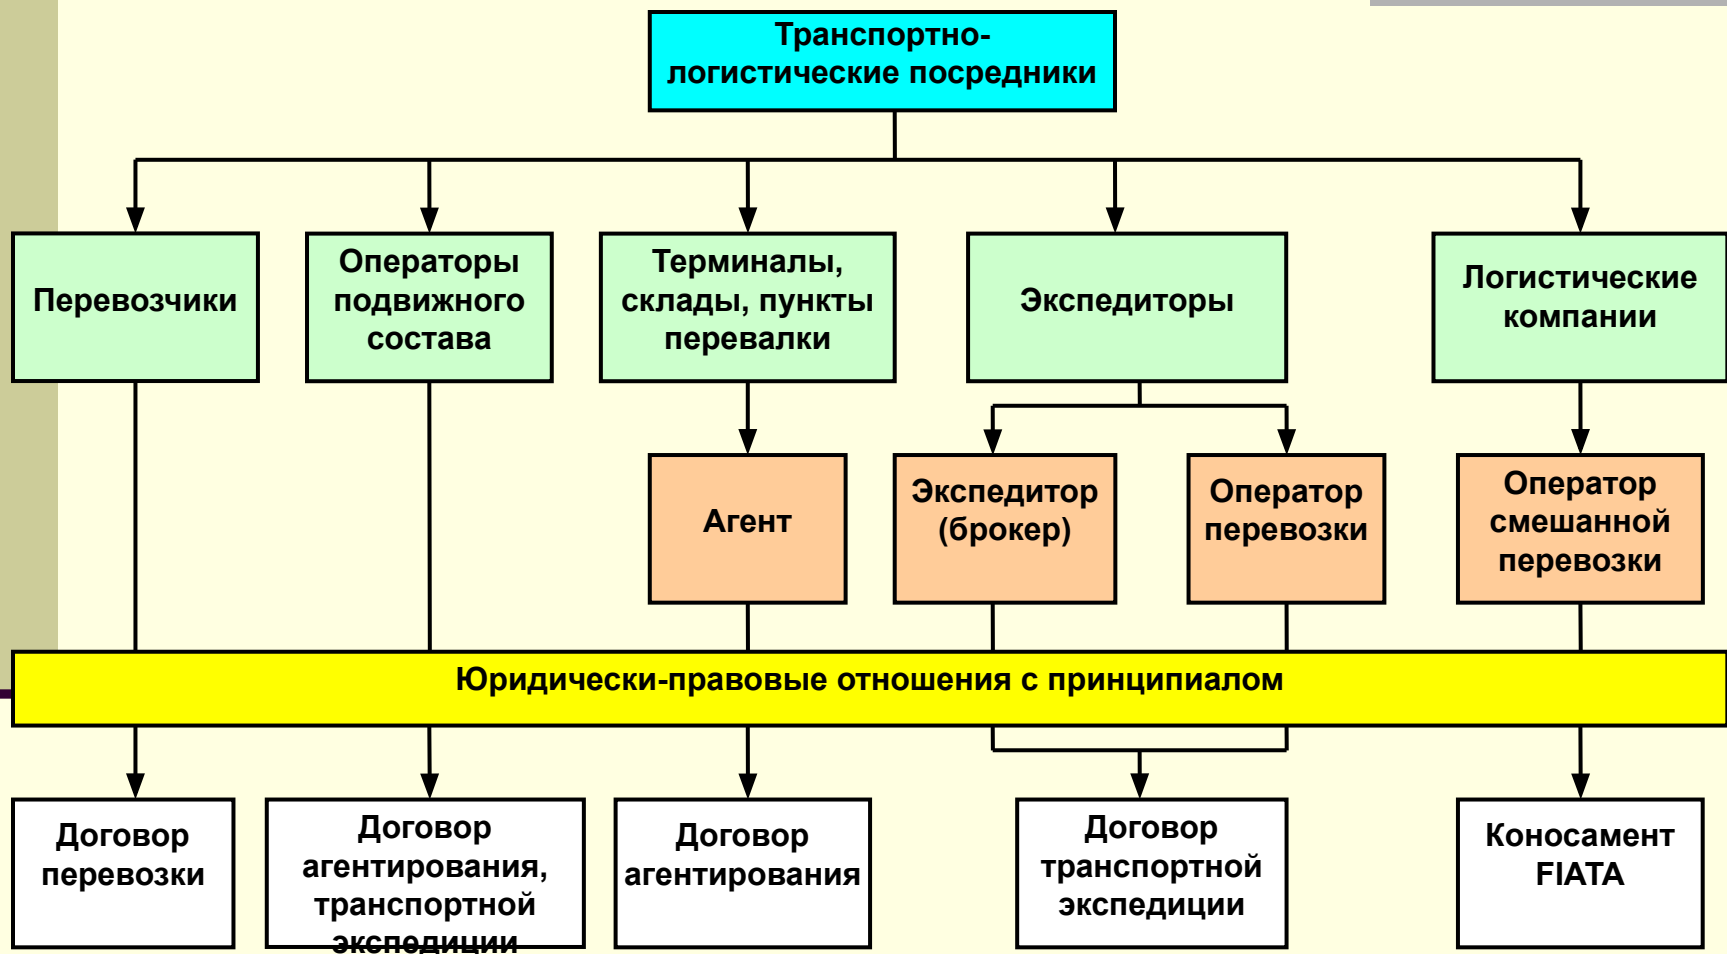 Транспортно-
логистические посредники
Перевозчики
Операторы
подвижного
состава
Терминалы,
склады, пункты
перевалки
Экспедиторы
Логистические
компании
Агент
Экспедитор
(брокер)
Оператор
перевозки
Оператор
смешанной
перевозки
Юридически-правовые отношения с принципиалом
Договор
перевозки
Договор
агентирования,
транспортной
экспедиции
Договор
агентирования
Договор
транспортной
экспедиции
Коносамент
FIATA